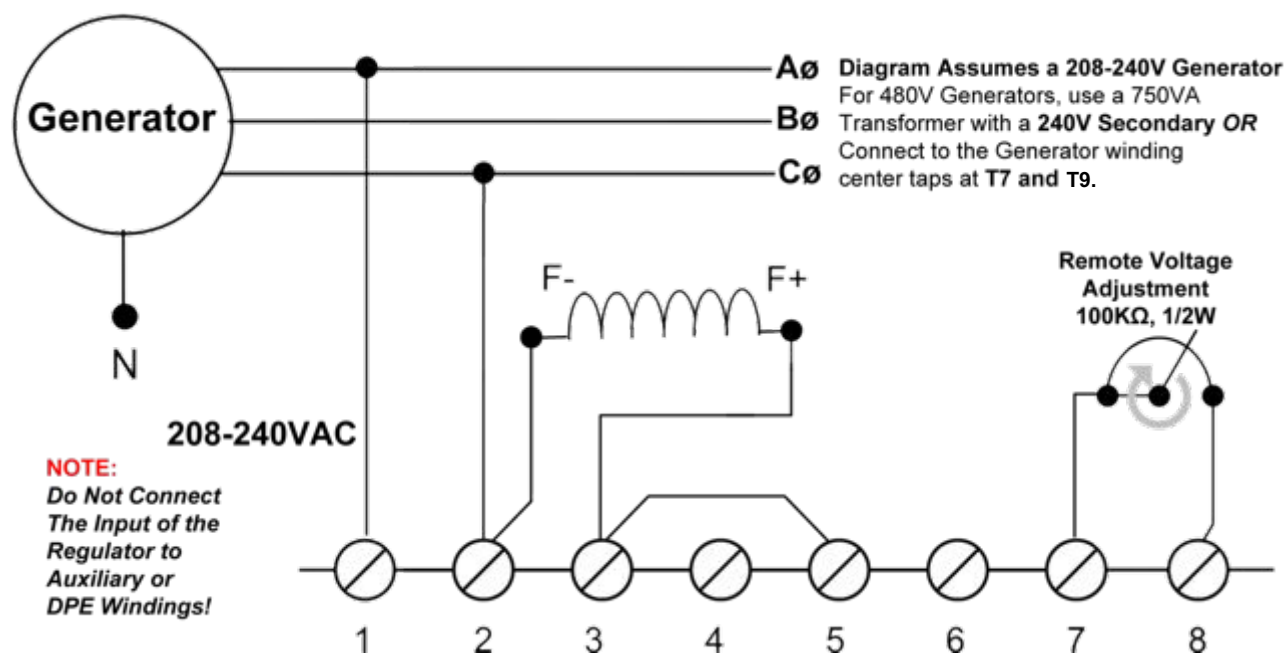 Generator
N
Aø
Bø
Cø
Diagram Assumes a 208-240V Generator
For 480V Generators, use a 750VA
Transformer with a 240V Secondary OR
Connect to the Generator winding
center taps at T7 and T9.
F-
F+
Remote Voltage
Adjustment
100KΩ, 1/2W
208-240VAC
NOTE:
Do Not Connect
The Input of the
Regulator to
Auxiliary or
DPE Windings!
1 2 3 4 5 6 7 8